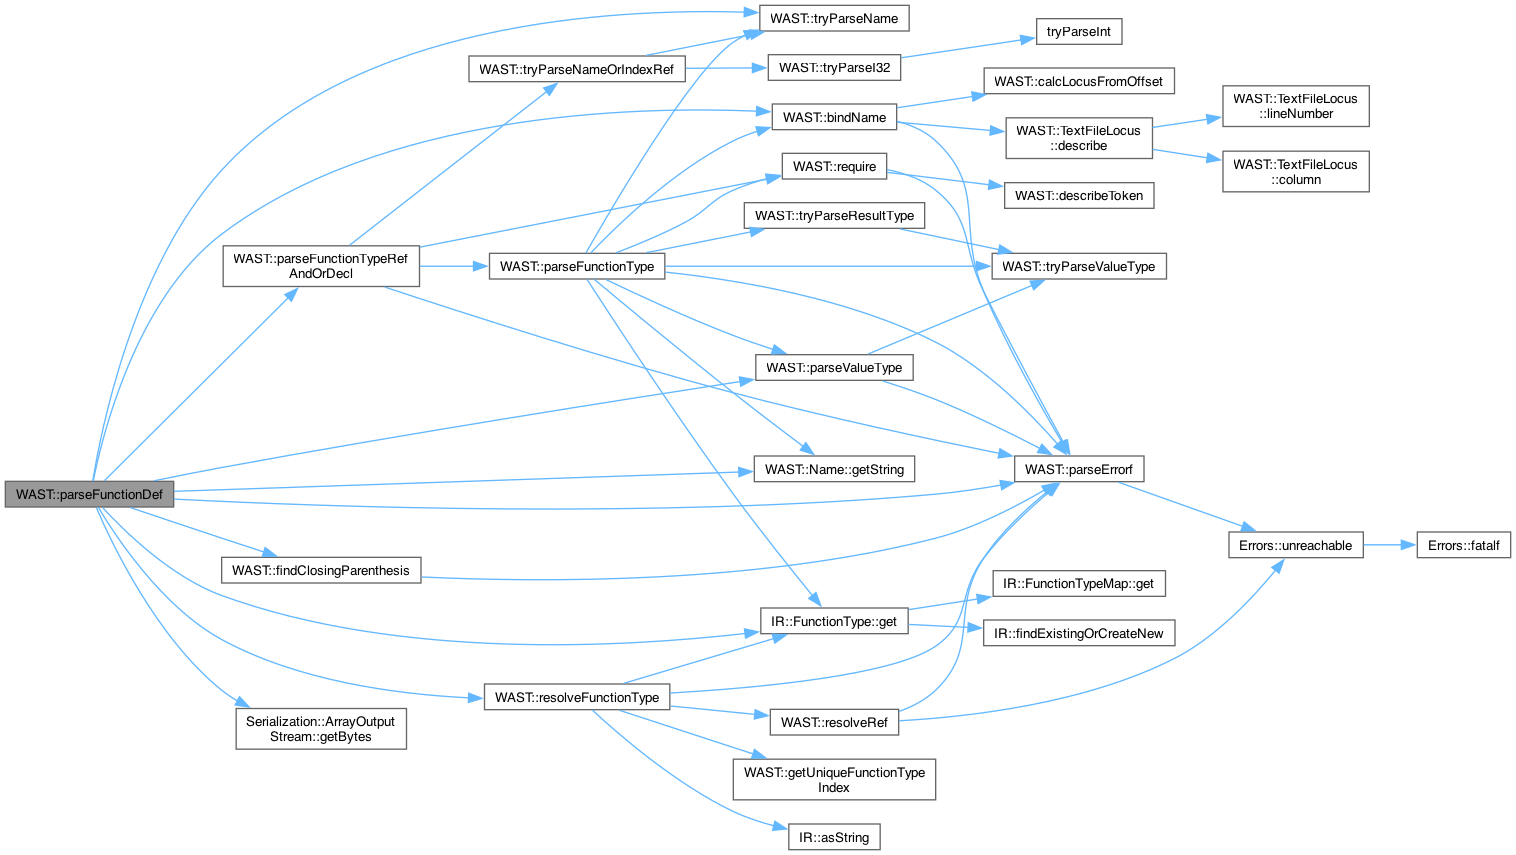 WAST::tryParseName
tryParseInt
WAST::tryParseNameOrIndexRef
WAST::tryParseI32
WAST::calcLocusFromOffset
WAST::TextFileLocus
::lineNumber
WAST::bindName
WAST::TextFileLocus
::describe
WAST::TextFileLocus
::column
WAST::require
WAST::describeToken
WAST::tryParseResultType
WAST::parseFunctionTypeRef
AndOrDecl
WAST::parseFunctionType
WAST::tryParseValueType
WAST::parseValueType
WAST::Name::getString
WAST::parseErrorf
WAST::parseFunctionDef
Errors::unreachable
Errors::fatalf
WAST::findClosingParenthesis
IR::FunctionTypeMap::get
IR::FunctionType::get
IR::findExistingOrCreateNew
WAST::resolveFunctionType
WAST::resolveRef
Serialization::ArrayOutput
Stream::getBytes
WAST::getUniqueFunctionType
Index
IR::asString